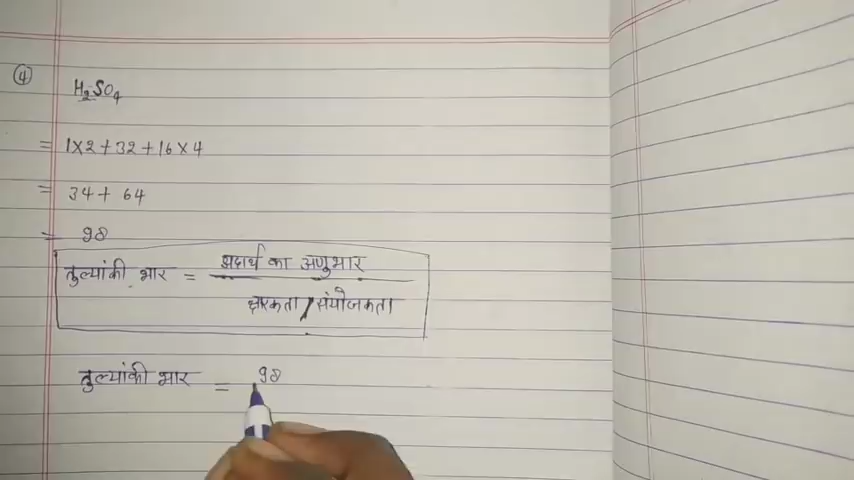 ④ H₂SO₄
= 1×2+32+16×4
= 34+ 64
= 98
तुल्यांकी भार = पदार्थ का अणुभार
क्षारकता / संयोजकता
तुल्यांकी भार = 98